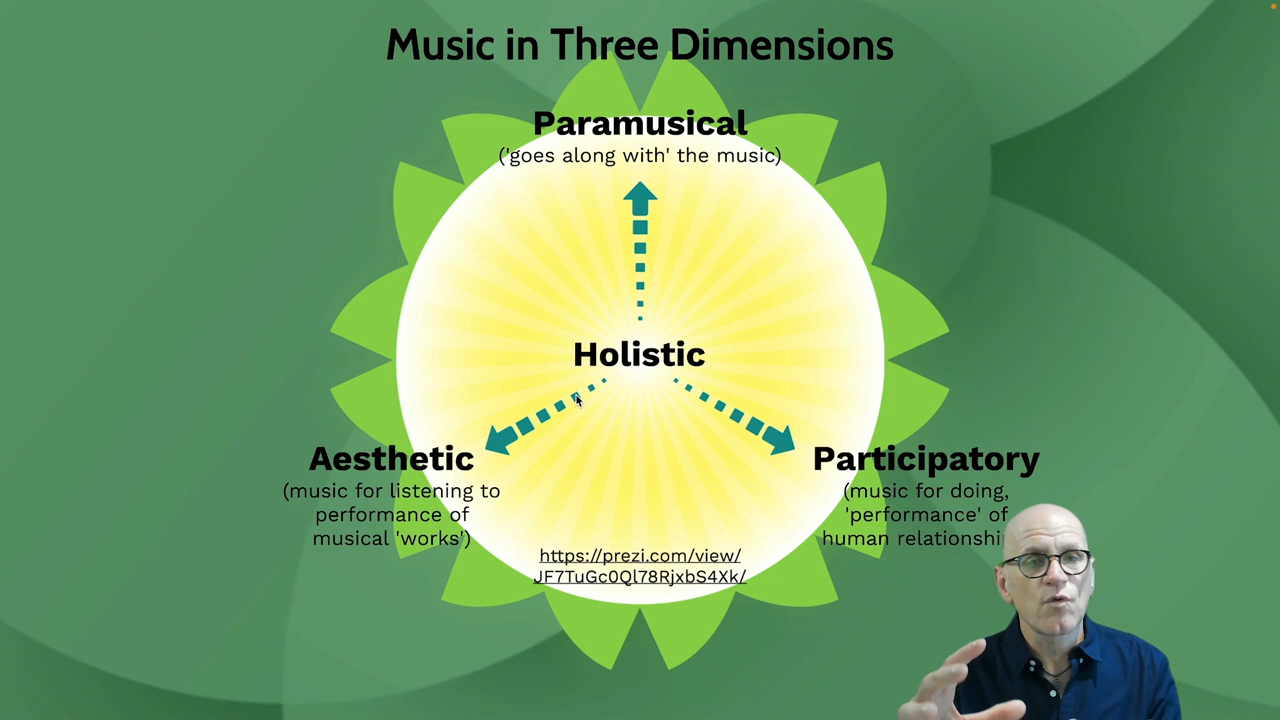 Music in Three Dimensions
Paramusical
('goes along with' the music)
Holistic
Aesthetic
(music for listening to
performance of
musical 'works')
Participatory
(music for doing,
'performance' of
human
https://prezi.com/view/
JF7TuGc0Ql78RjxbS4Xk/